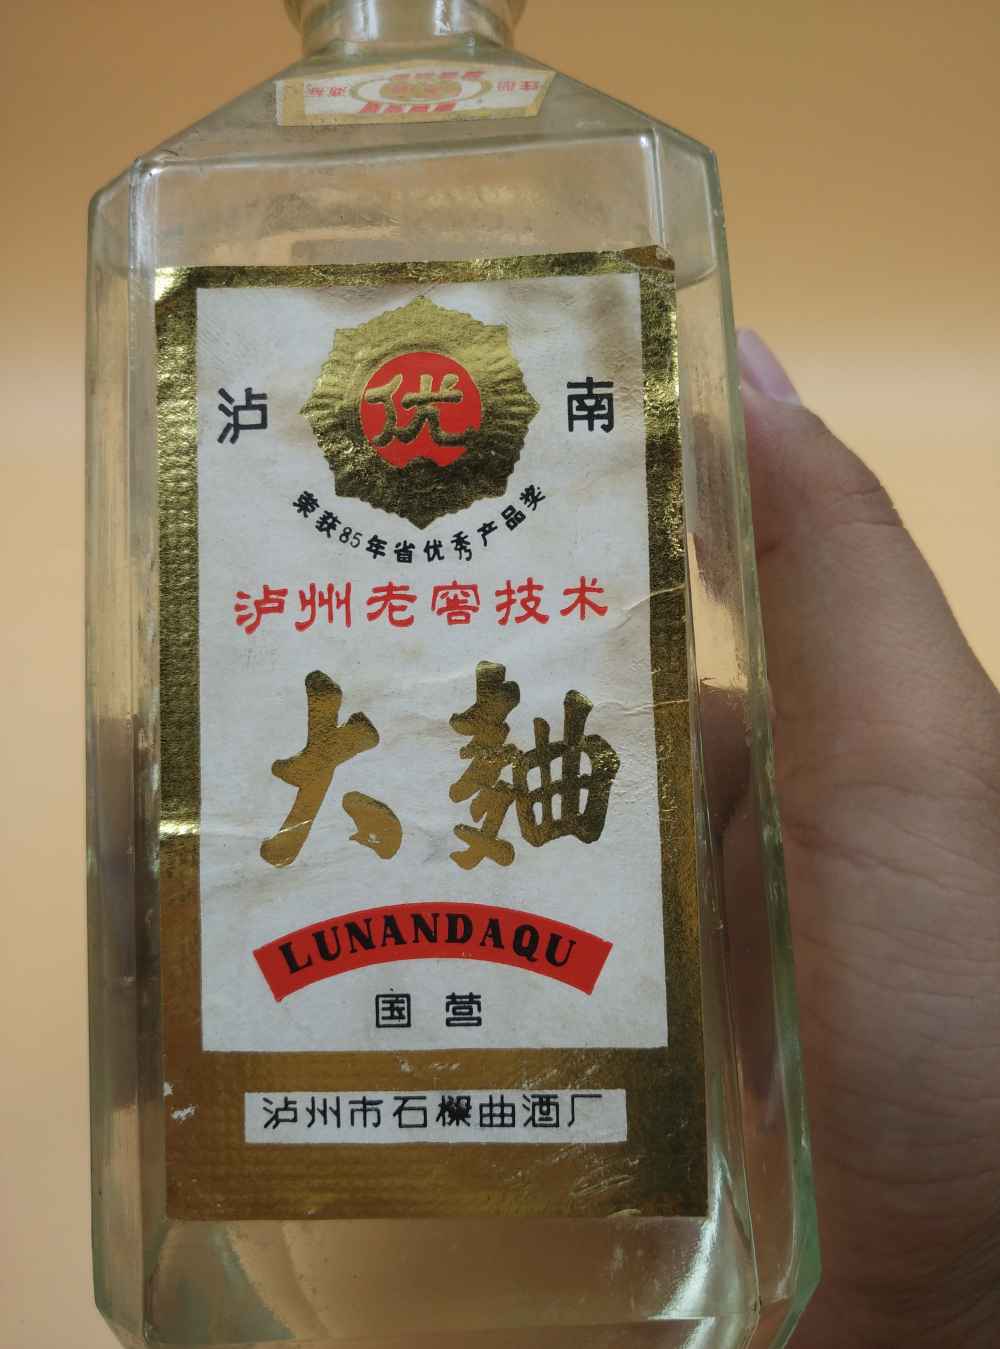 泸 南
优
荣获85年省优秀产品奖
泸州老窖技术
大麯
LUNANDAQU
国营
泸州市石樑曲酒厂